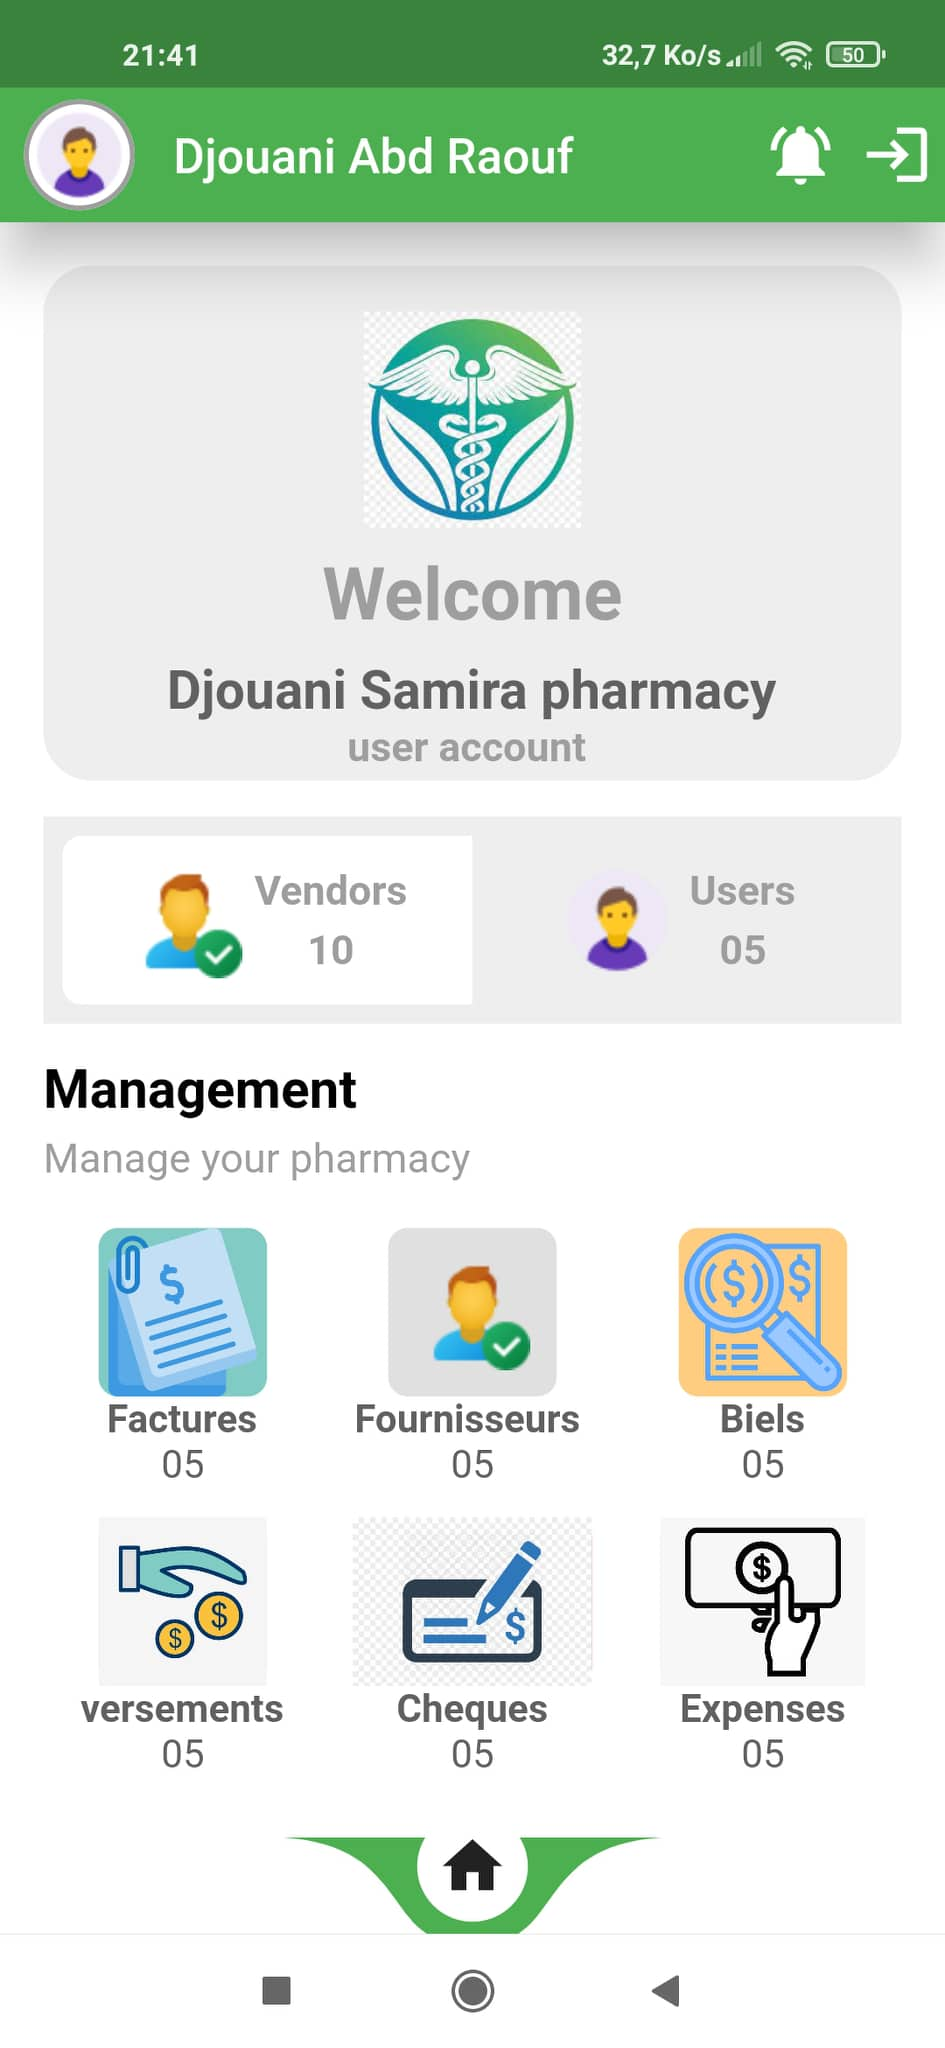 21:41
32,7 Ko/s
50
Djouani Abd Raouf
Welcome
Djouani Samira pharmacy
user account
Vendors
10
Users
05
Management
Manage your pharmacy
Factures
05
Fournisseurs
05
Biels
05
versements
05
Cheques
05
Expenses
05